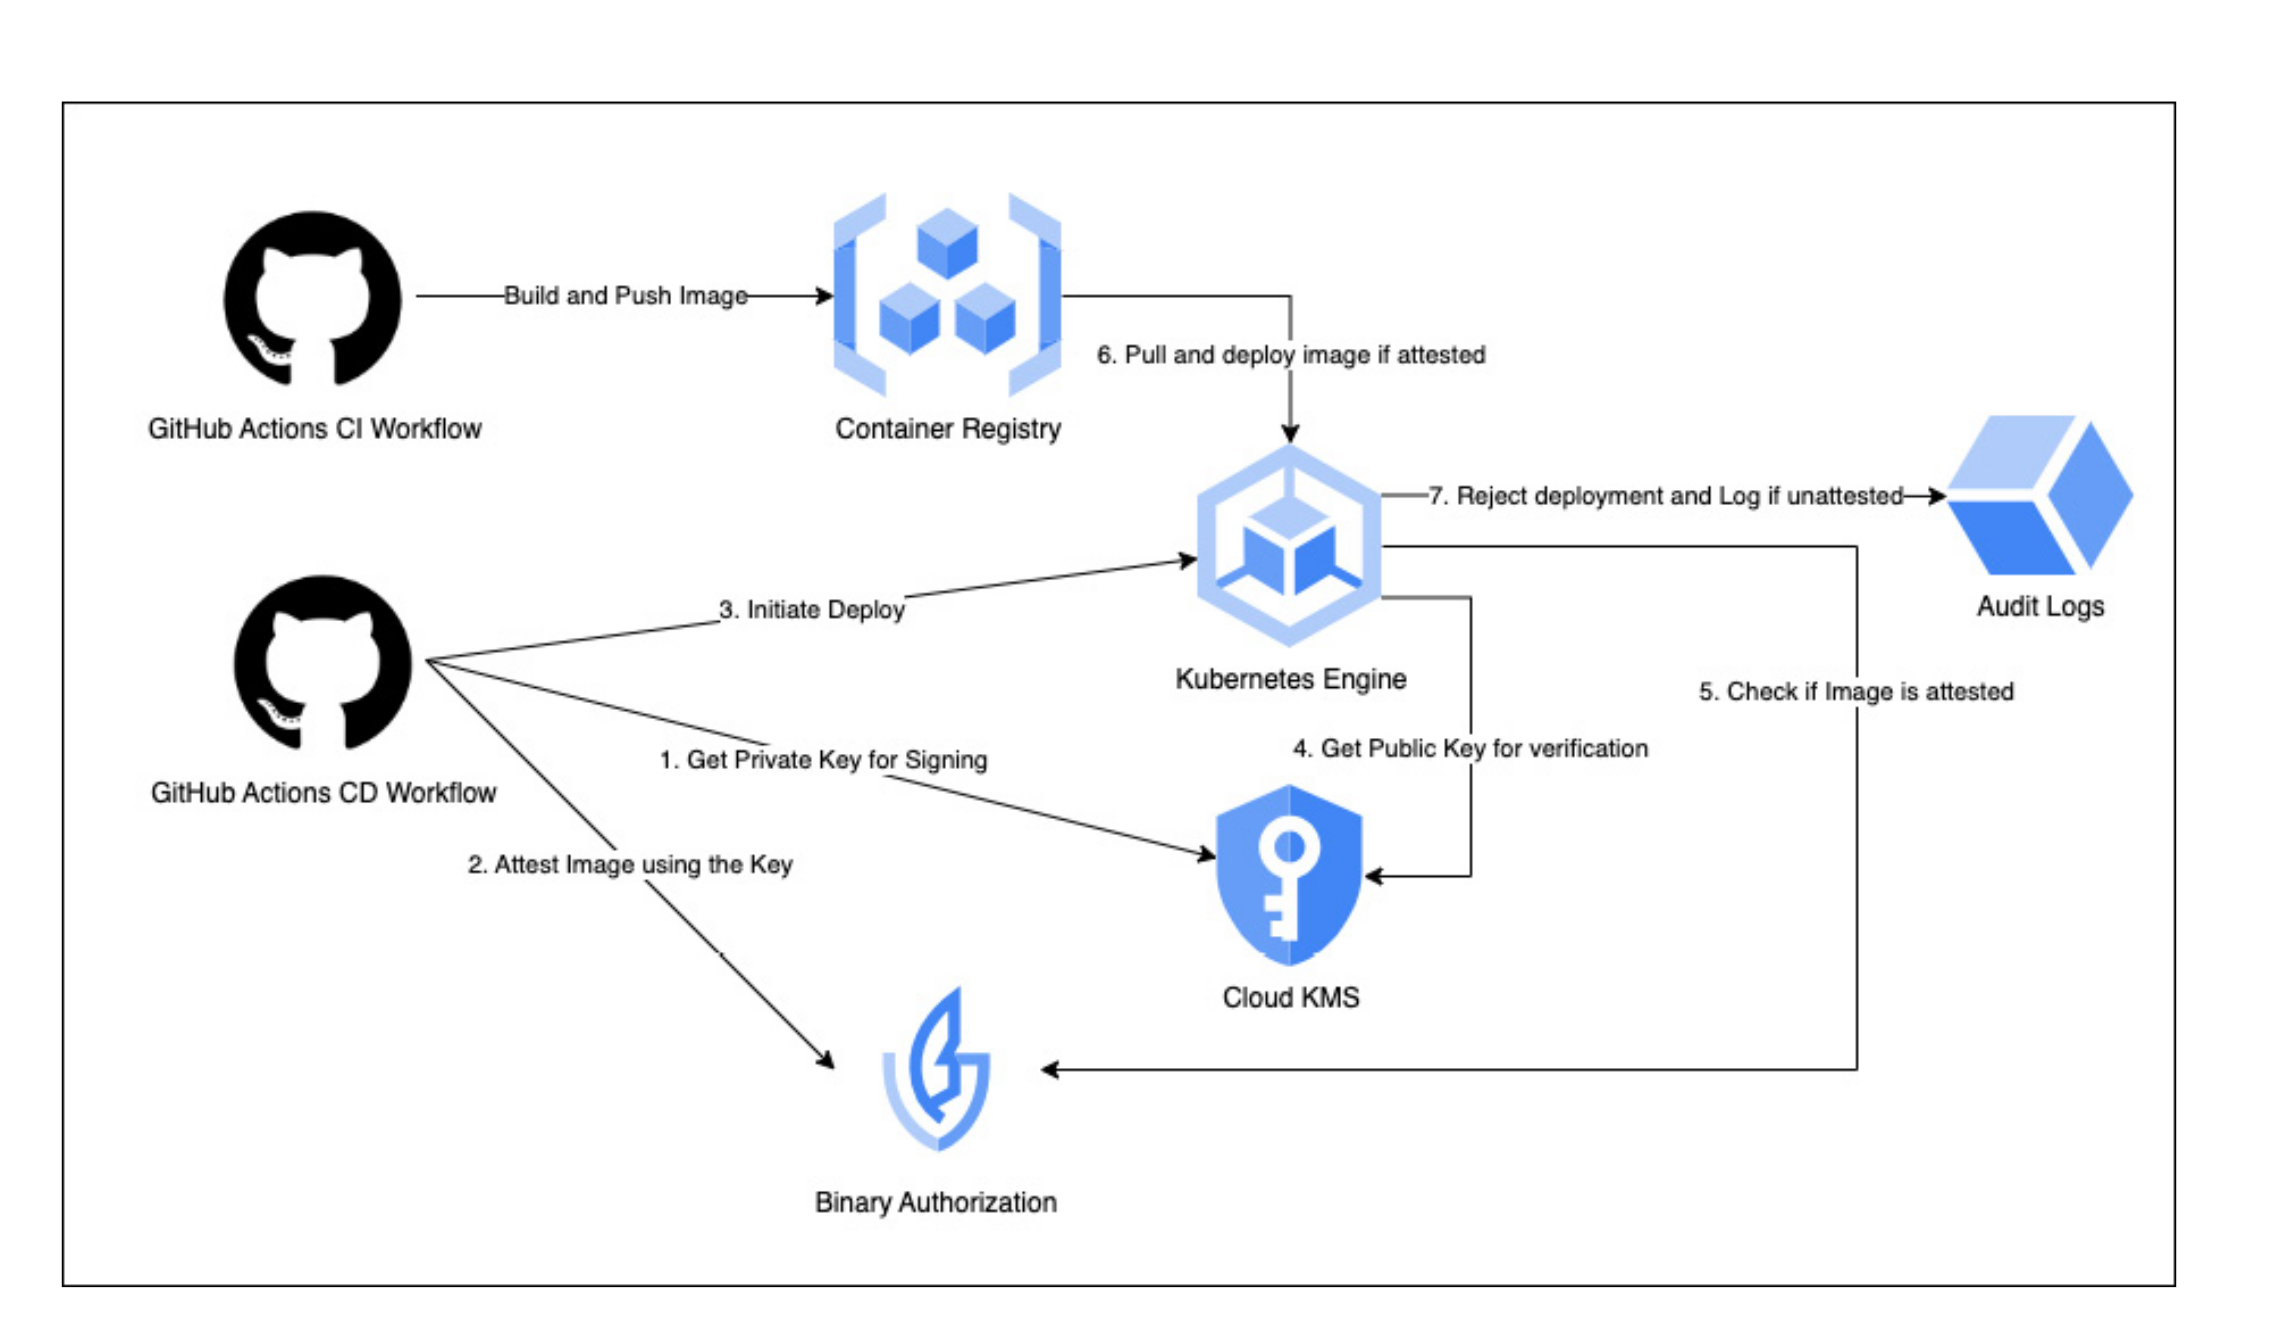 Build and Push Image
GitHub Actions CI Workflow
Container Registry
6. Pull and deploy image if attested
7. Reject deployment and Log if unattested
Audit Logs
3. Initiate Deploy
Kubernetes Engine
5. Check if Image is attested
1. Get Private Key for Signing
4. Get Public Key for verification
GitHub Actions CD Workflow
2. Attest Image using the Key
Cloud KMS
Binary Authorization